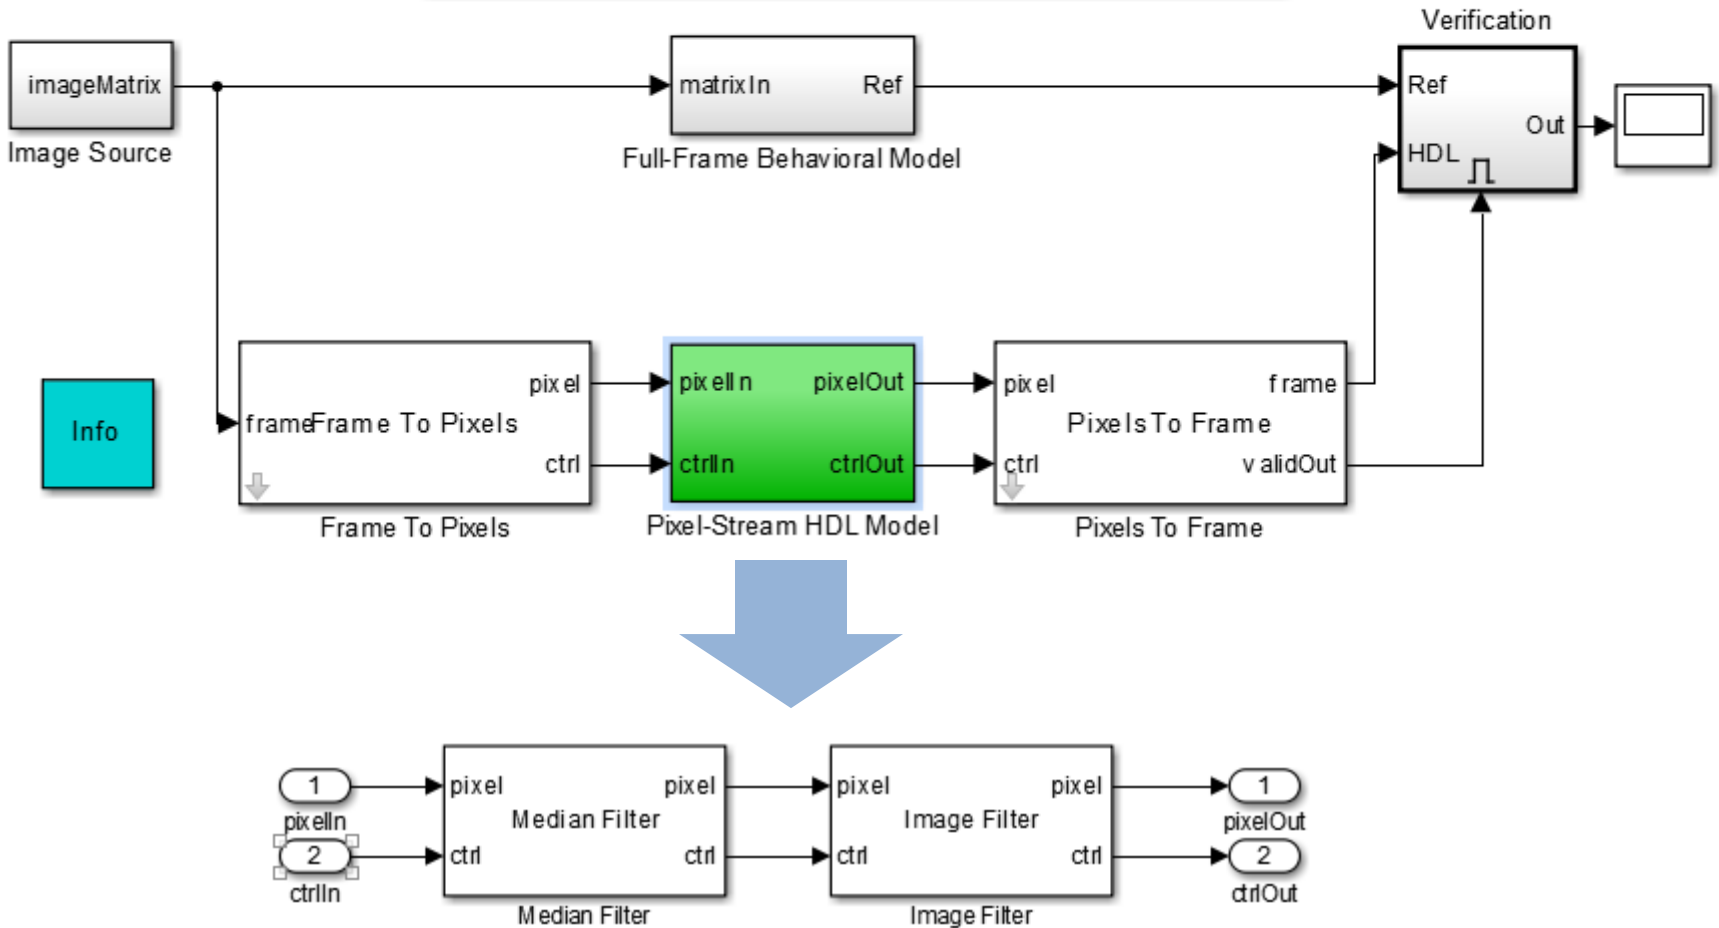 Verification
imageMatrix
matrixIn Ref
Ref
Out
HDL
Image Source
Full-Frame Behavioral Model
pixel
frame Frame To Pixels
ctrl
Frame To Pixels
pixelIn pixelOut
ctrlIn ctrlOut
Pixel-Stream HDL Model
pixel frame
Pixels To Frame
ctrl validOut
Pixels To Frame
Info
1
pixelIn
2
ctrlIn
pixel pixel
Median Filter
ctrl ctrl
Median Filter
pixel pixel
Image Filter
ctrl ctrl
Image Filter
1
pixelOut
2
ctrlOut